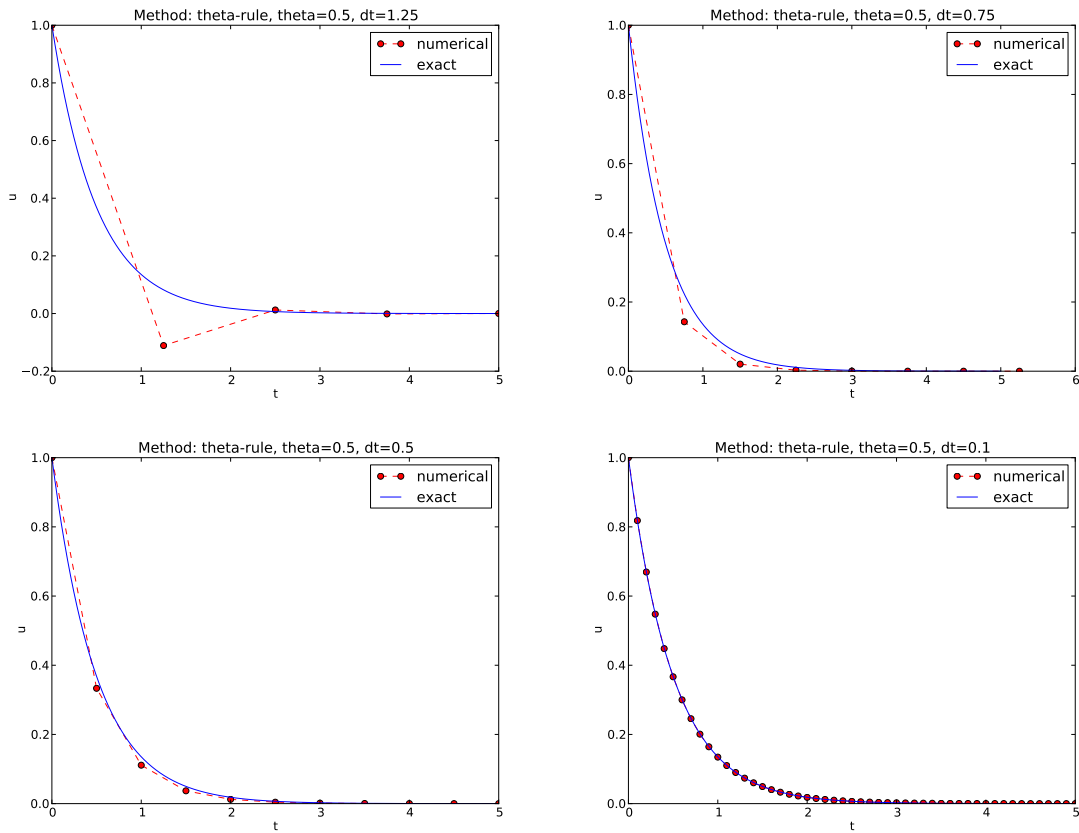 Method: theta-rule, theta=0.5, dt=1.25
1.0
0.8
0.6
0.4
0.2
0.0
−0.2
u
0
1
2
3
4
5
t
numerical
exact
Method: theta-rule, theta=0.5, dt=0.75
1.0
0.8
0.6
0.4
0.2
0.0
u
0
1
2
3
4
5
6
t
numerical
exact
Method: theta-rule, theta=0.5, dt=0.5
1.0
0.8
0.6
0.4
0.2
0.0
u
0
1
2
3
4
5
t
numerical
exact
Method: theta-rule, theta=0.5, dt=0.1
1.0
0.8
0.6
0.4
0.2
0.0
u
0
1
2
3
4
5
t
numerical
exact